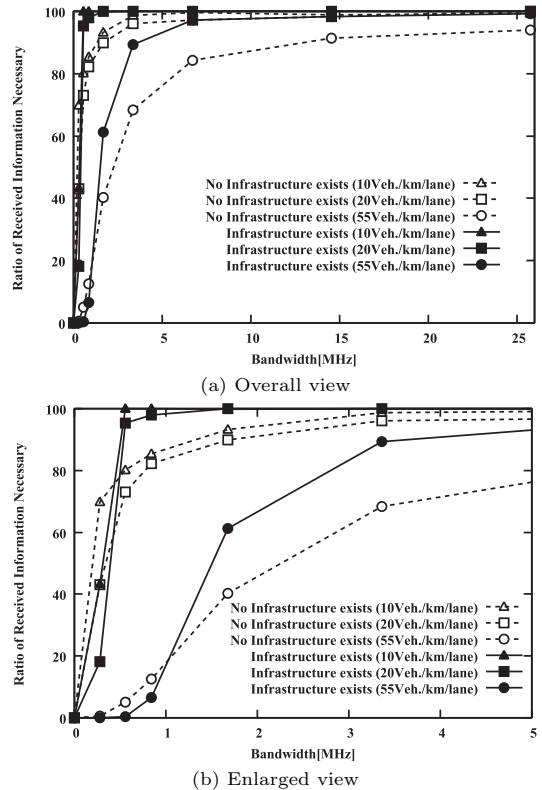 100
80
60
40
20
0
Ratio of Received Information Necessary
No Infrastructure exists (10Veh./km/lane)
No Infrastructure exists (20Veh./km/lane)
No Infrastructure exists (55Veh./km/lane)
Infrastructure exists (10Veh./km/lane)
Infrastructure exists (20Veh./km/lane)
Infrastructure exists (55Veh./km/lane)
0 5 10 15 20 25
Bandwidth[MHz]
(a) Overall view
100
80
60
40
20
0
Ratio of Received Information Necessary
No Infrastructure exists (10Veh./km/lane)
No Infrastructure exists (20Veh./km/lane)
No Infrastructure exists (55Veh./km/lane)
Infrastructure exists (10Veh./km/lane)
Infrastructure exists (20Veh./km/lane)
Infrastructure exists (55Veh./km/lane)
0 1 2 3 4 5
Bandwidth[MHz]
(b) Enlarged view